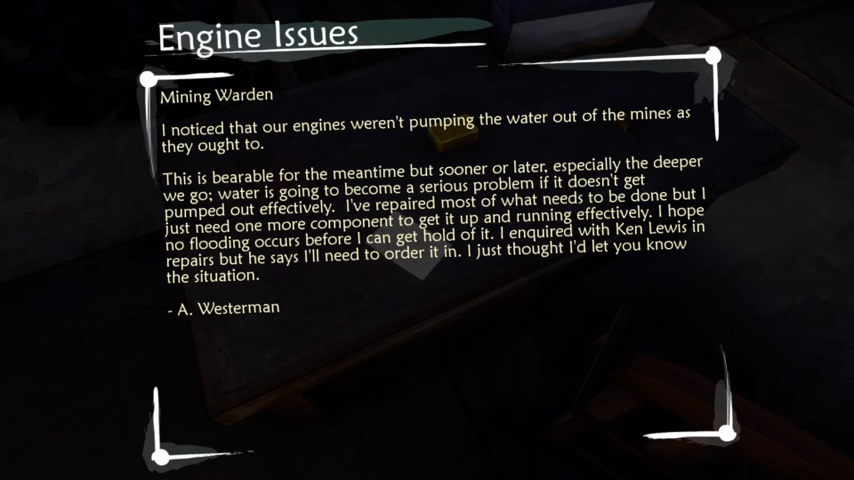 Engine Issues
Mining Warden
I noticed that our engines weren't pumping the water out of the mines as
they ought to.
This is bearable for the meantime but sooner or later, especially the deeper
we go; water is going to become a serious problem if it doesn't get
pumped out effectively. I've repaired most of what needs to be done but I
just need one more component to get it up and running effectively. I hope
no flooding occurs before I can get hold of it. I enquired with Ken Lewis in
repairs but he says I'll need to order it in. I just thought I'd let you know
the situation.
- A. Westerman